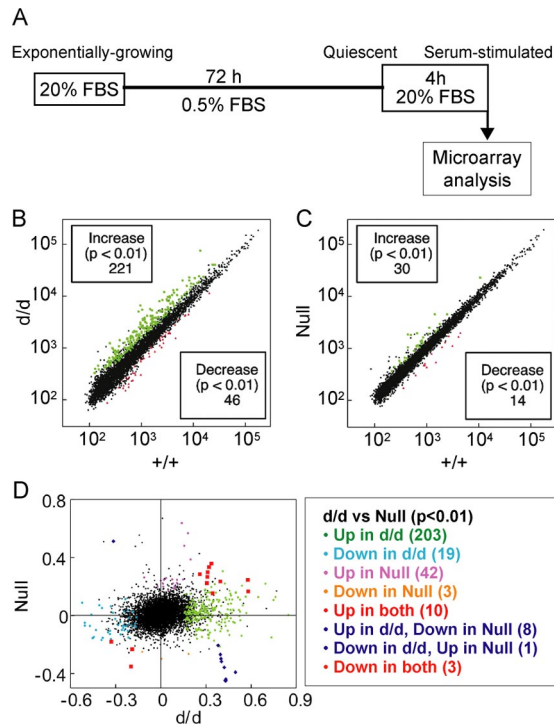 A
Exponentially-growing
Quiescent
Serum-stimulated
20% FBS
72 h
0.5% FBS
4h
20% FBS
Microarray
analysis
B
10⁵
10⁴
10³
10²
d/d
Increase
(p < 0.01)
221
Decrease
(p < 0.01)
46
10² 10³ 10⁴ 10⁵
+/+
C
10⁵
10⁴
10³
10²
Null
Increase
(p < 0.01)
30
Decrease
(p < 0.01)
14
10² 10³ 10⁴ 10⁵
+/+
D
0.8
0.4
0
-0.4
Null
-0.6 -0.3 0 0.3 0.6 0.9
d/d
d/d vs Null (p<0.01)
Up in d/d (203)
Down in d/d (19)
Up in Null (42)
Down in Null (3)
Up in both (10)
Up in d/d, Down in Null (8)
Down in d/d, Up in Null (1)
Down in both (3)